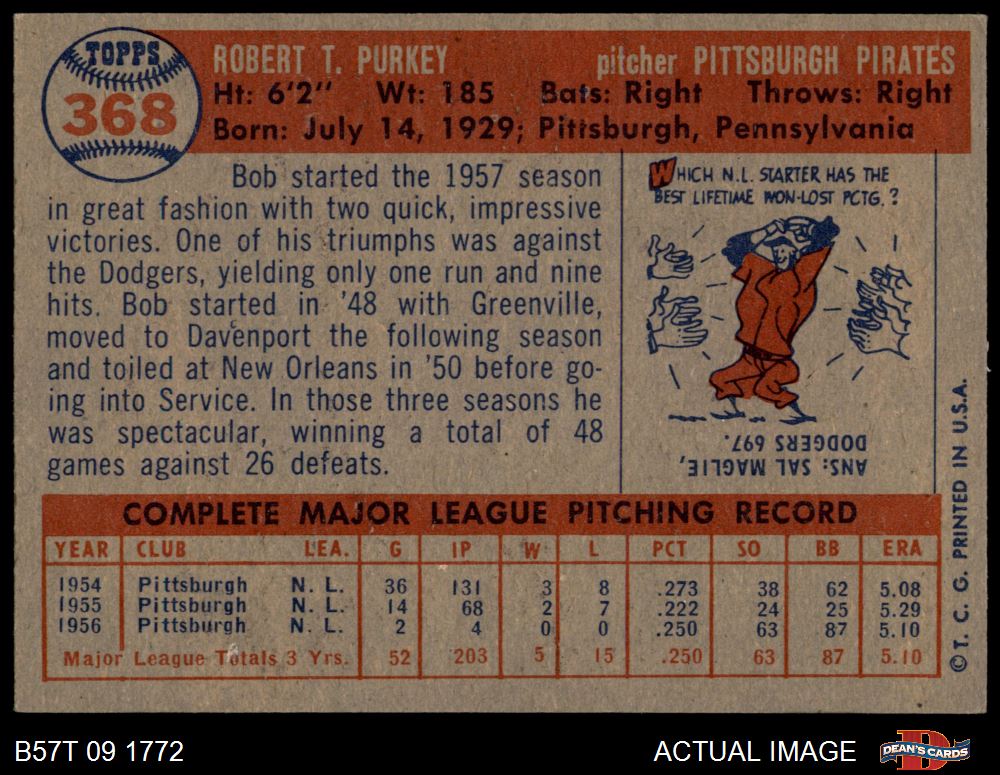 TOPPS
368
ROBERT T. PURKEY pitcher PITTSBURGH PIRATES
Ht: 6'2" Wt: 185 Bats: Right Throws: Right
Born: July 14, 1929; Pittsburgh, Pennsylvania
Bob started the 1957 season
in great fashion with two quick, impressive
victories. One of his triumphs was against
the Dodgers, yielding only one run and nine
hits. Bob started in '48 with Greenville,
moved to Davenport the following season
and toiled at New Orleans in '50 before go-
ing into Service. In those three seasons he
was spectacular, winning a total of 48
games against 26 defeats.
WHICH N.L. STARTER HAS THE
BEST LIFETIME WON-LOST PCTG.?
ANS: SAL MAGLIE,
DODGERS 697.
COMPLETE MAJOR LEAGUE PITCHING RECORD
YEAR CLUB LEA. G IP W L PCT SO BB ERA
1954 Pittsburgh N. L. 36 131 3 8 .273 38 62 5.08
1955 Pittsburgh N. L. 14 68 2 7 .222 24 25 5.29
1956 Pittsburgh N. L. 2 4 0 0 .250 63 87 5.10
Major League Totals 3 Yrs. 52 203 5 15 .250 63 87 5.10
© T. C. G. PRINTED IN U.S.A.
B57T 09 1772 ACTUAL IMAGE DEAN'S CARDS